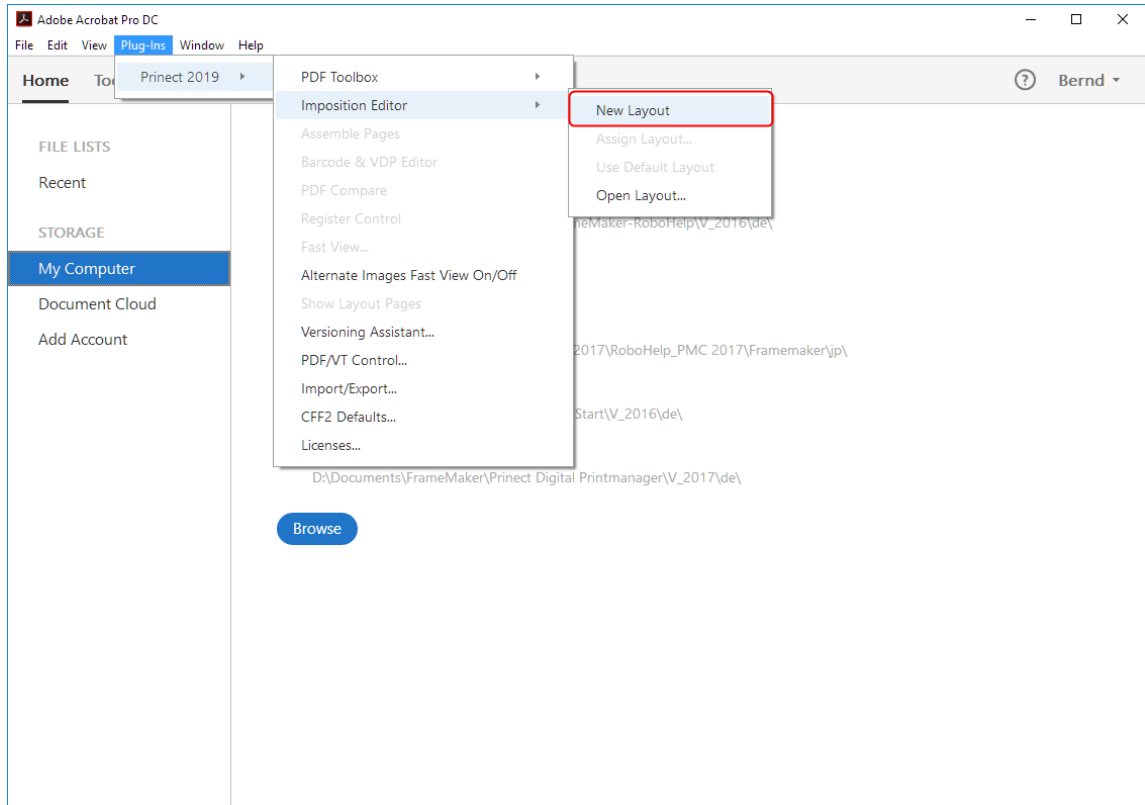 Adobe Acrobat Pro DC
File Edit View Plug-Ins Window Help
Home
Prinect 2019
Bernd
PDF Toolbox
Imposition Editor
Assemble Pages
Barcode & VDP Editor
PDF Compare
Register Control
Fast View...
Alternate Images Fast View On/Off
Show Layout Pages
Versioning Assistant...
PDF/VT Control...
Import/Export...
CFF2 Defaults...
Licenses...
New Layout
Assign Layout...
Use Default Layout
Open Layout...
FILE LISTS
Recent
STORAGE
My Computer
Document Cloud
Add Account
neMaker-RoboHelp\V_2016\de\
2017\RoboHelp_PMC 2017\Framemaker\jp\
Start\V_2016\de\
D:\Documents\FrameMaker\Prinect Digital Printmanager\V_2017\de\
Browse